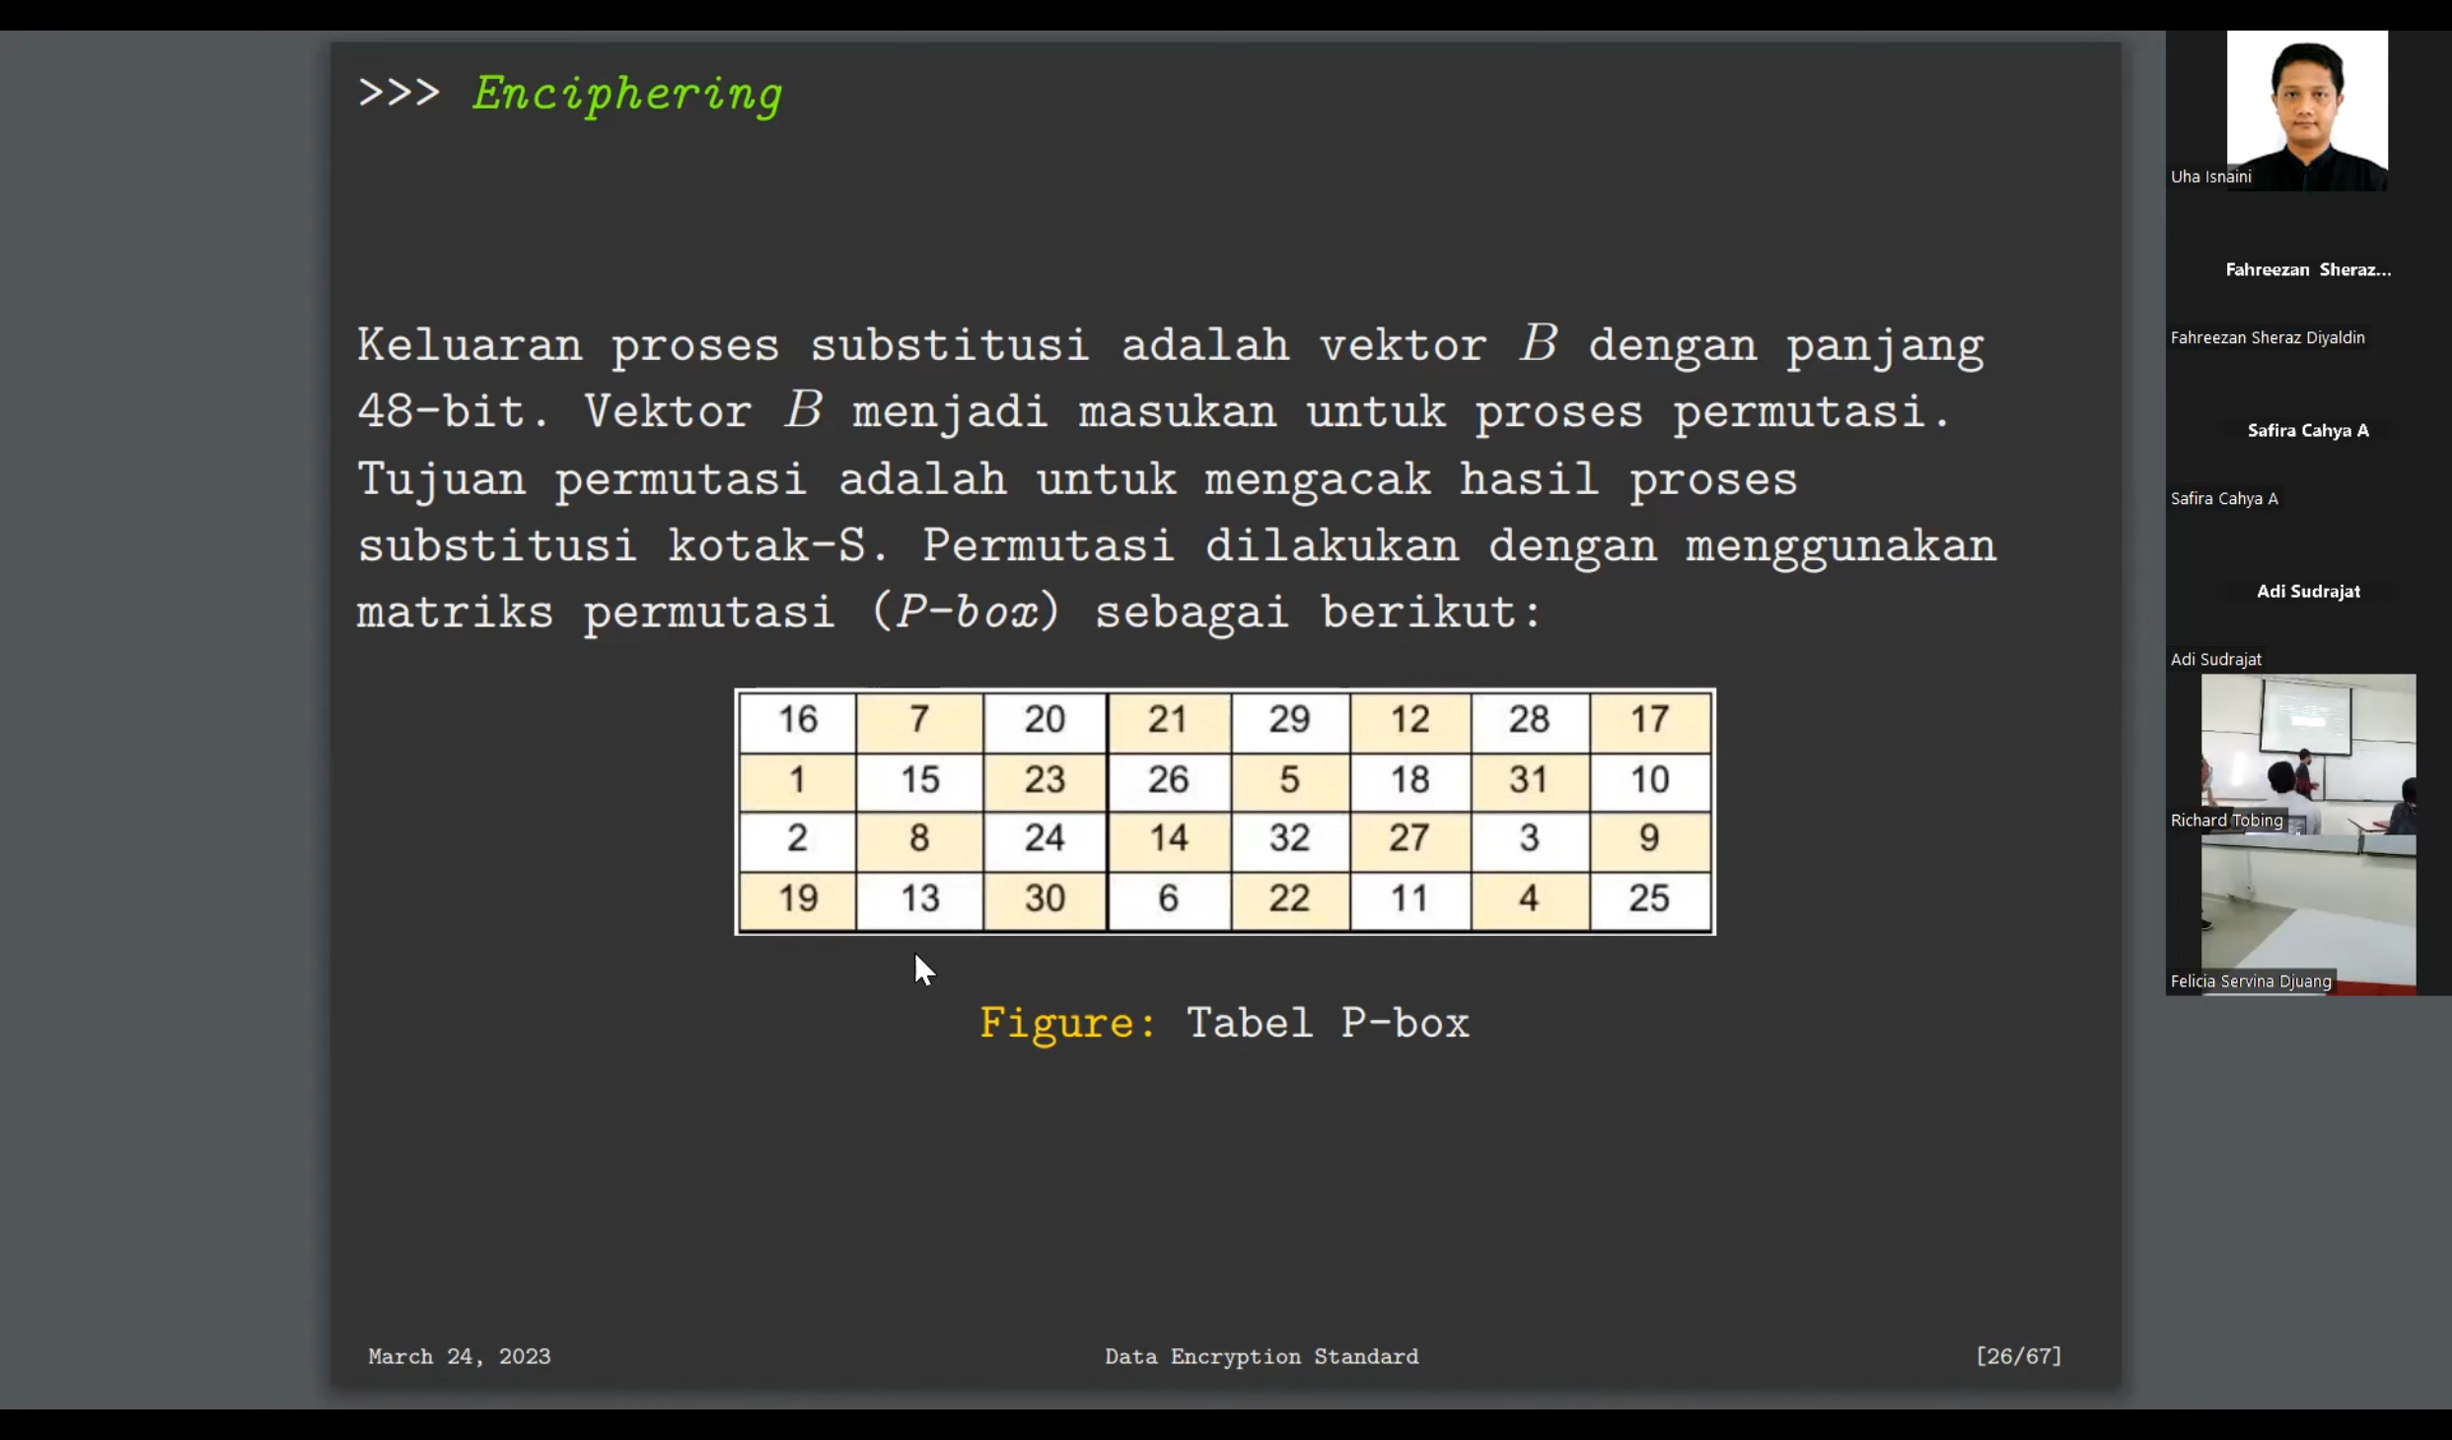 >>> Enciphering
Keluaran proses substitusi adalah vektor B dengan panjang
48-bit. Vektor B menjadi masukan untuk proses permutasi.
Tujuan permutasi adalah untuk mengacak hasil proses
substitusi kotak-S. Permutasi dilakukan dengan menggunakan
matriks permutasi (P-box) sebagai berikut:
16 7 20 21 29 12 28 17
1 15 23 26 5 18 31 10
2 8 24 14 32 27 3 9
19 13 30 6 22 11 4 25
Figure: Tabel P-box
March 24, 2023 Data Encryption Standard [26/67]
Uha Isnaini
Fahreezan Sheraz...
Fahreezan Sheraz Diyaldin
Safira Cahya A
Safira Cahya A
Adi Sudrajat
Adi Sudrajat
Richard Tobing
Felicia Servina Djuang